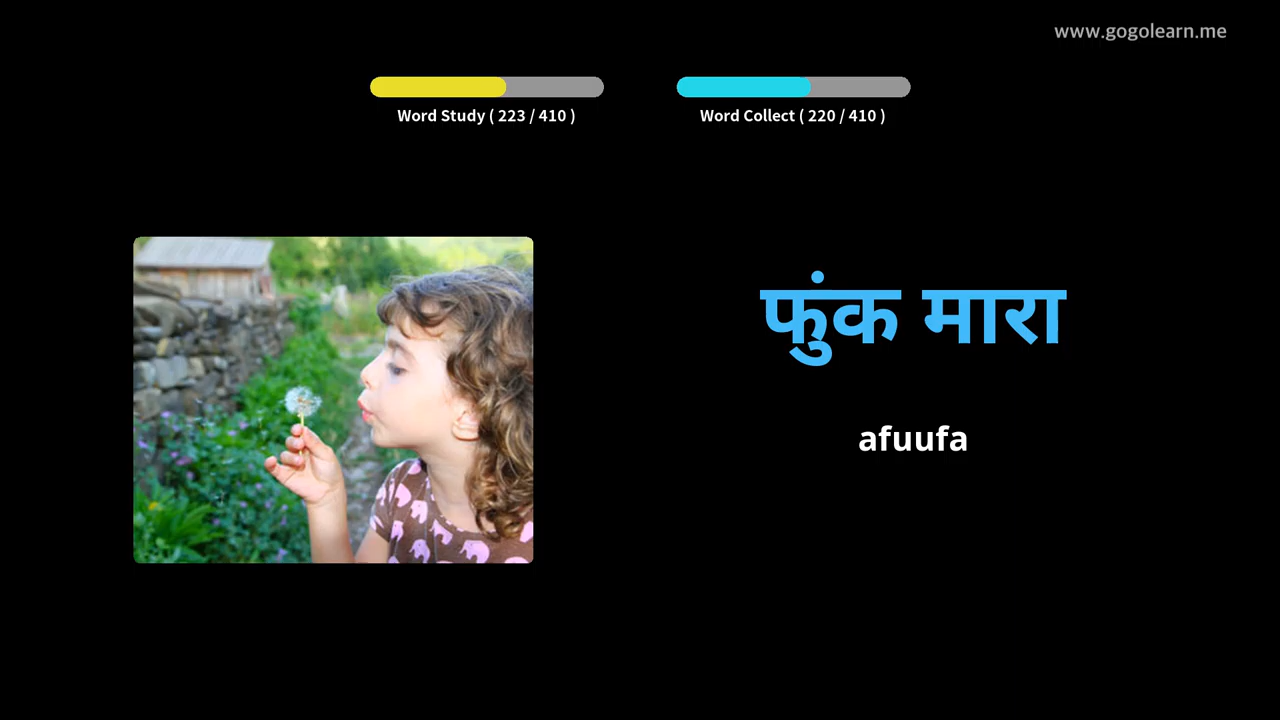 www.gogolearn.me
Word Study ( 223 / 410 )
Word Collect ( 220 / 410 )
फुंक मारा
afuufa